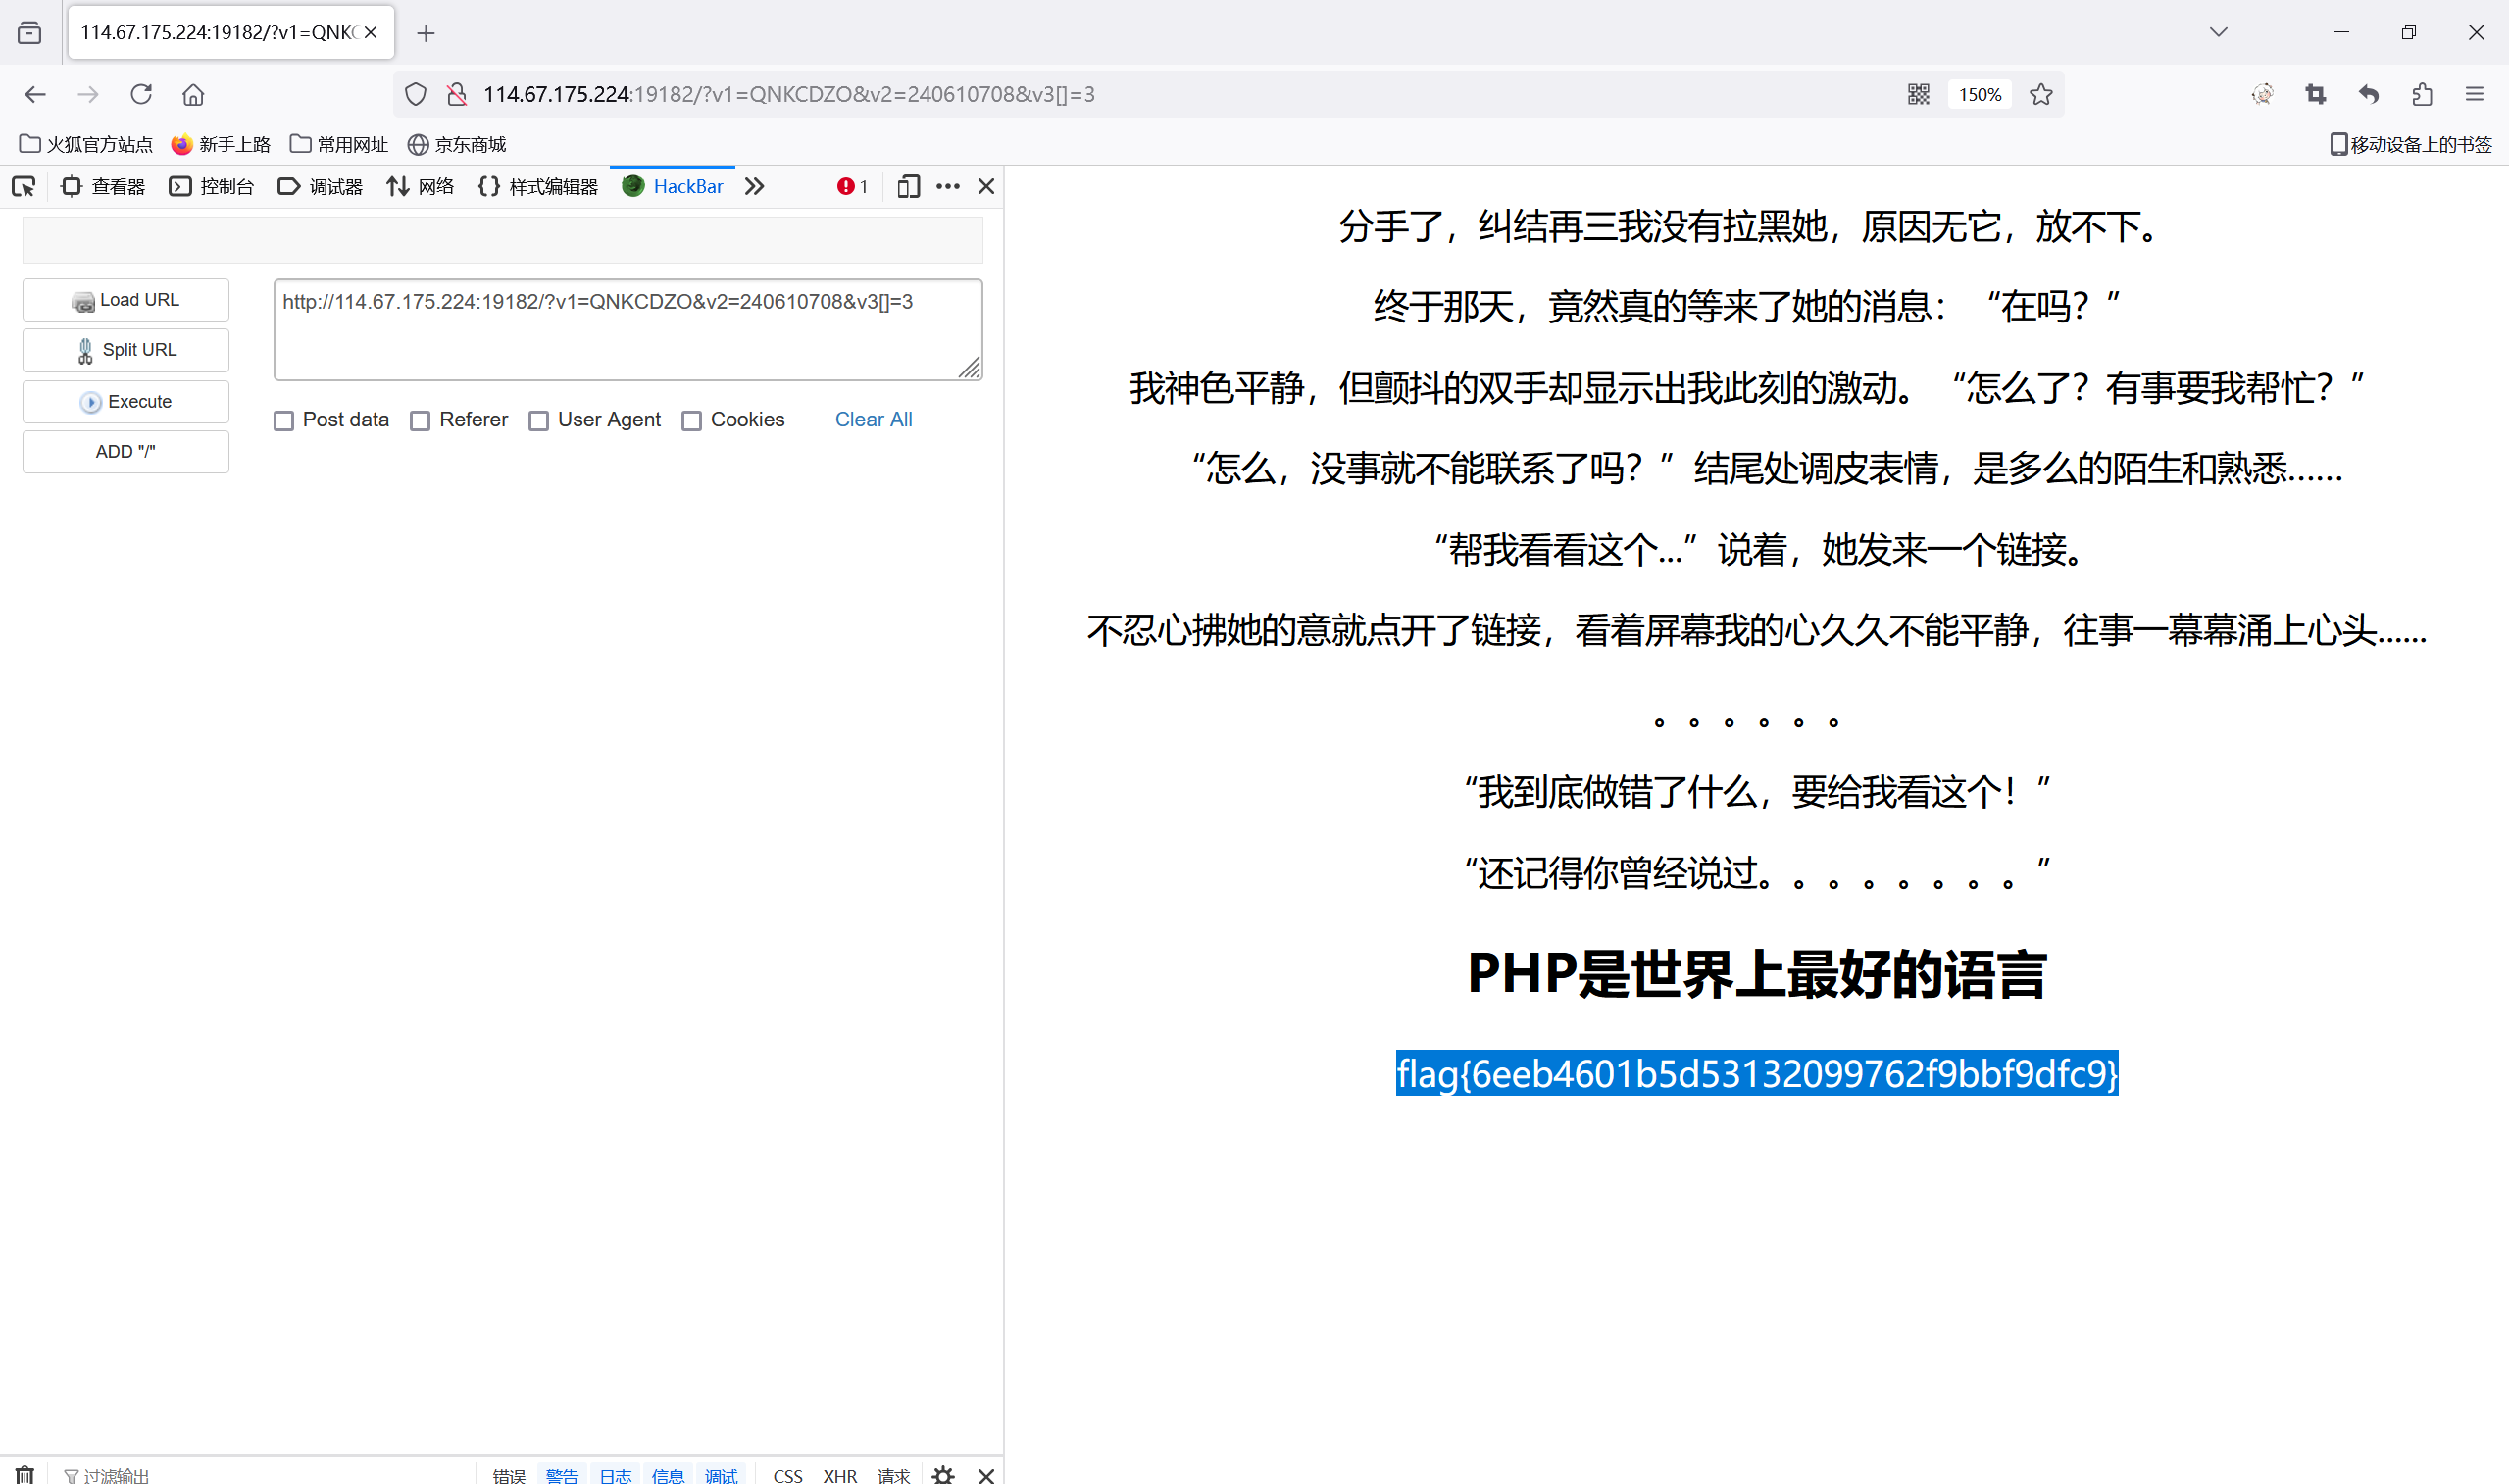 114.67.175.224:19182/?v1=QNKC
114.67.175.224:19182/?v1=QNKCDZO&v2=240610708&v3[]=3
150%
火狐官方站点 新手上路 常用网址 京东商城 移动设备上的书签
查看器 控制台 调试器 网络 样式编辑器 HackBar 1
Load URL
Split URL
Execute
ADD "/"
http://114.67.175.224:19182/?v1=QNKCDZO&v2=240610708&v3[]=3
Post data Referer User Agent Cookies Clear All
分手了，纠结再三我没有拉黑她，原因无它，放不下。
终于那天，竟然真的等来了她的消息：“在吗？”
我神色平静，但颤抖的双手却显示出我此刻的激动。“怎么了？有事要我帮忙？”
“怎么，没事就不能联系了吗？”结尾处调皮表情，是多么的陌生和熟悉......
“帮我看看这个...”说着，她发来一个链接。
不忍心拂她的意就点开了链接，看着屏幕我的心久久不能平静，往事一幕幕涌上心头......
。。。。。。
“我到底做错了什么，要给我看这个！”
“还记得你曾经说过。。。。。。。。”
PHP是世界上最好的语言
flag{6eeb4601b5d53132099762f9bbf9dfc9}
过滤输出 错误 警告 日志 信息 调试 CSS XHR 请求